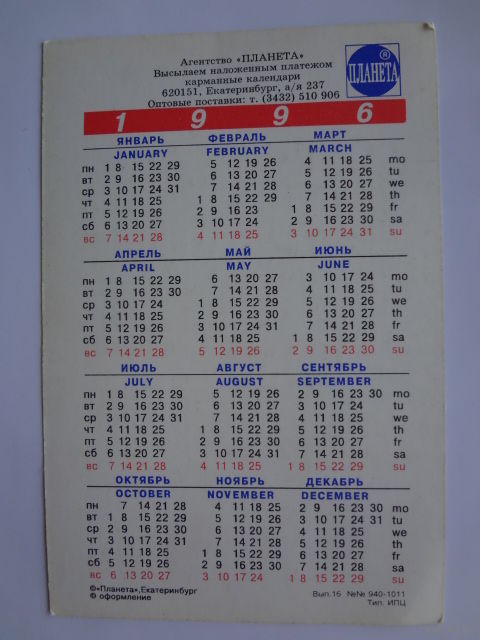 Агентство «ПЛАНЕТА"
Высылаем наложенным платежом
карманные календари
620151, Екатеринбург, а/я 237
Оптовые поставки: т. (3432) 510 906
® ПЛАНЕТА
1 9 9 6
ЯНВАРЬ ФЕВРАЛЬ МАРТ
JANUARY FEBRUARY MARCH
пн 1 8 15 22 29 5 12 19 26 4 11 18 25 mo
вт 2 9 16 23 30 6 13 20 27 5 12 19 26 tu
ср 3 10 17 24 31 7 14 21 28 6 13 20 27 we
чт 4 11 18 25 1 8 15 22 29 7 14 21 28 th
пт 5 12 19 26 2 9 16 23 1 8 15 22 29 fr
сб 6 13 20 27 3 10 17 24 2 9 16 23 30 sa
вс 7 14 21 28 4 11 18 25 3 10 17 24 31 su
АПРЕЛЬ МАЙ ИЮНЬ
APRIL MAY JUNE
пн 1 8 15 22 29 6 13 20 27 3 10 17 24 mo
вт 2 9 16 23 30 7 14 21 28 4 11 18 25 tu
ср 3 10 17 24 1 8 15 22 29 5 12 19 26 we
чт 4 11 18 25 2 9 16 23 30 6 13 20 27 th
пт 5 12 19 26 3 10 17 24 31 7 14 21 28 fr
сб 6 13 20 27 4 11 18 25 1 8 15 22 29 sa
вс 7 14 21 28 5 12 19 26 2 9 16 23 30 su
ИЮЛЬ АВГУСТ СЕНТЯБРЬ
JULY AUGUST SEPTEMBER
пн 1 8 15 22 29 5 12 19 26 2 9 16 23 30 mo
вт 2 9 16 23 30 6 13 20 27 3 10 17 24 tu
ср 3 10 17 24 31 7 14 21 28 4 11 18 25 we
чт 4 11 18 25 1 8 15 22 29 5 12 19 26 th
пт 5 12 19 26 2 9 16 23 30 6 13 20 27 fr
сб 6 13 20 27 3 10 17 24 31 7 14 21 28 sa
вс 7 14 21 28 4 11 18 25 1 8 15 22 29 su
ОКТЯБРЬ НОЯБРЬ ДЕКАБРЬ
OCTOBER NOVEMBER DECEMBER
пн 7 14 21 28 4 11 18 25 2 9 16 23 30 mo
вт 1 8 15 22 29 5 12 19 26 3 10 17 24 31 tu
ср 2 9 16 23 30 6 13 20 27 4 11 18 25 we
чт 3 10 17 24 31 7 14 21 28 5 12 19 26 th
пт 4 11 18 25 1 8 15 22 29 6 13 20 27 fr
сб 5 12 19 26 2 9 16 23 30 7 14 21 28 sa
вс 6 13 20 27 3 10 17 24 1 8 15 22 29 su
©«Планета»,Екатеринбург Вып.16 №№ 940-1011
© оформление Тип. ИПЦ